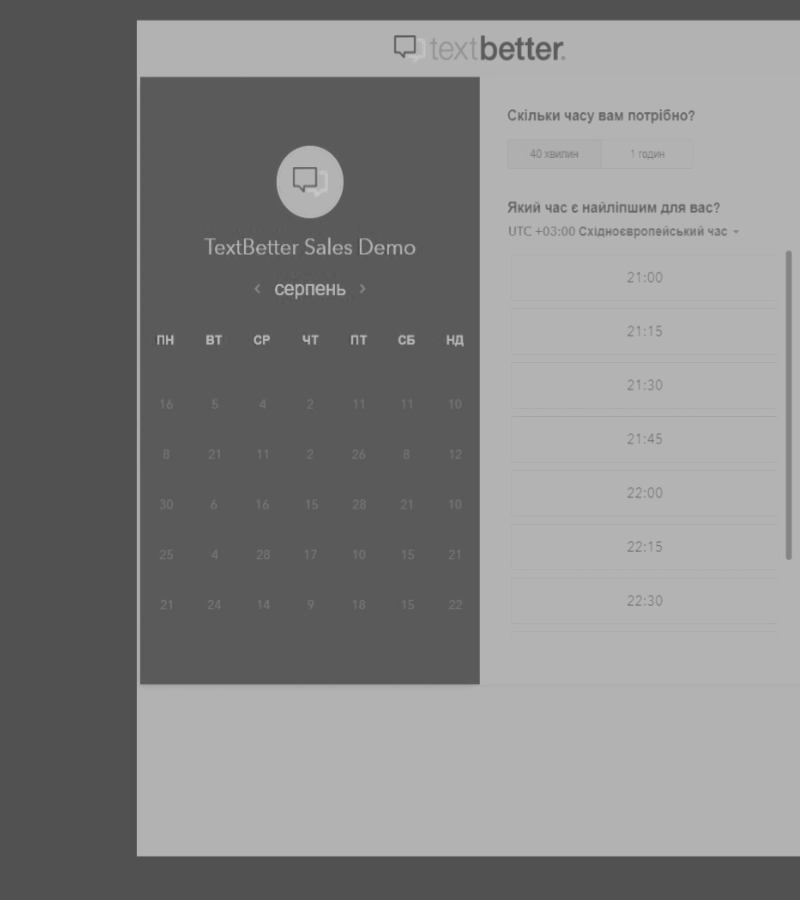 textbetter.
TextBetter Sales Demo
‹ серпень ›
ПН ВТ СР ЧТ ПТ СБ НД
16 5 4 2 11 11 10
8 21 11 2 26 8 12
30 6 16 15 28 21 10
25 4 28 17 10 15 21
21 24 14 9 18 15 22
Скільки часу вам потрібно?
40 хвилин 1 годин
Який час є найліпшим для вас?
UTC +03:00 Східноєвропейський час
21:00
21:15
21:30
21:45
22:00
22:15
22:30